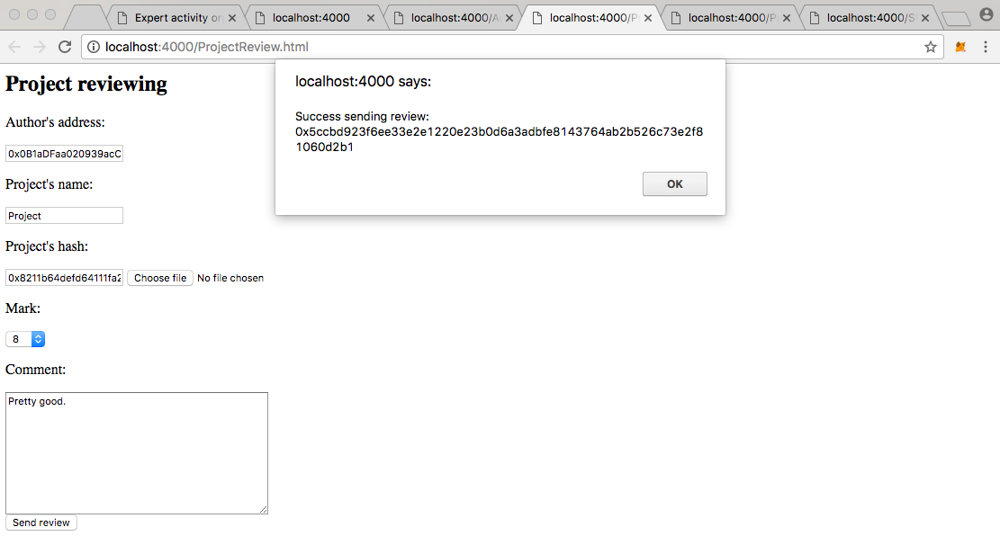 Expert activity or
localhost:4000
localhost:4000/A
localhost:4000/P
localhost:4000/P
localhost:4000/S
localhost:4000/ProjectReview.html
localhost:4000 says:
Success sending review:
0x5ccbd923f6ee33e2e1220e23b0d6a3adbfe8143764ab2b526c73e2f8
1060d2b1
OK
Project reviewing
Author's address:
0x0B1aDFaa020939acC
Project's name:
Project
Project's hash:
0x8211b64defd64111fa2
Choose file No file chosen
Mark:
8
Comment:
Pretty good.
Send review